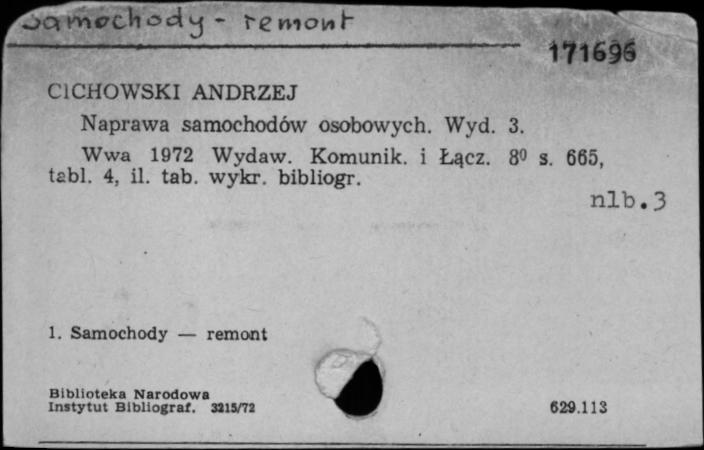 Samochody - remont
171696
CICHOWSKI ANDRZEJ
Naprawa samochodów osobowych. Wyd. 3.
Wwa 1972 Wydaw. Komunik. i Łącz. 8⁰ s. 665,
tabl. 4, il. tab. wykr. bibliogr.
nlb.3
1. Samochody — remont
Biblioteka Narodowa
Instytut Bibliograf. 3215/72
629.113